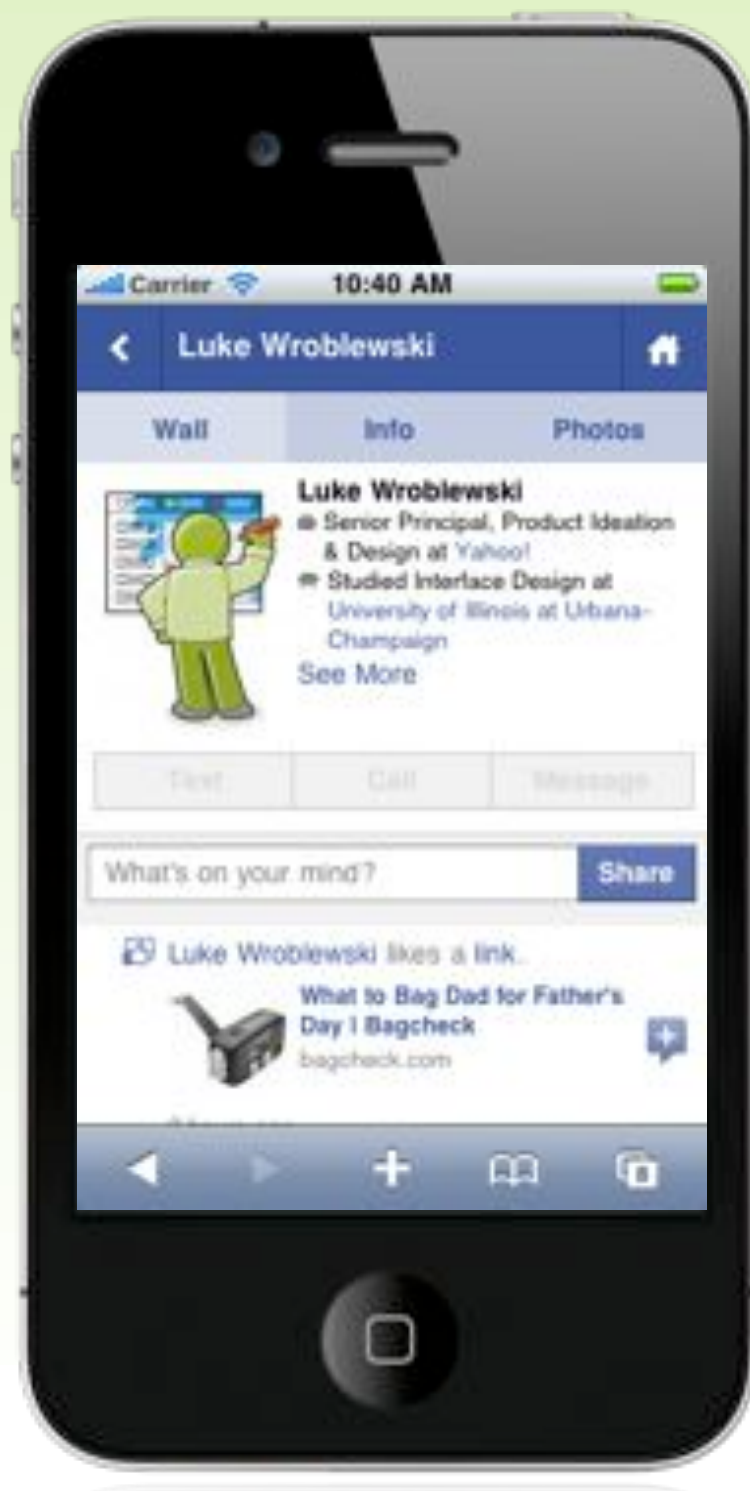 Carrier 10:40 AM
Luke Wroblewski
Wall Info Photos
Luke Wroblewski
Senior Principal, Product Ideation
& Design at Yahoo!
Studied Interface Design at
University of Illinois at Urbana-
Champaign
See More
Text Call Message
What's on your mind? Share
Luke Wroblewski likes a link.
What to Bag Dad for Father's
Day | Bagcheck
bagcheck.com